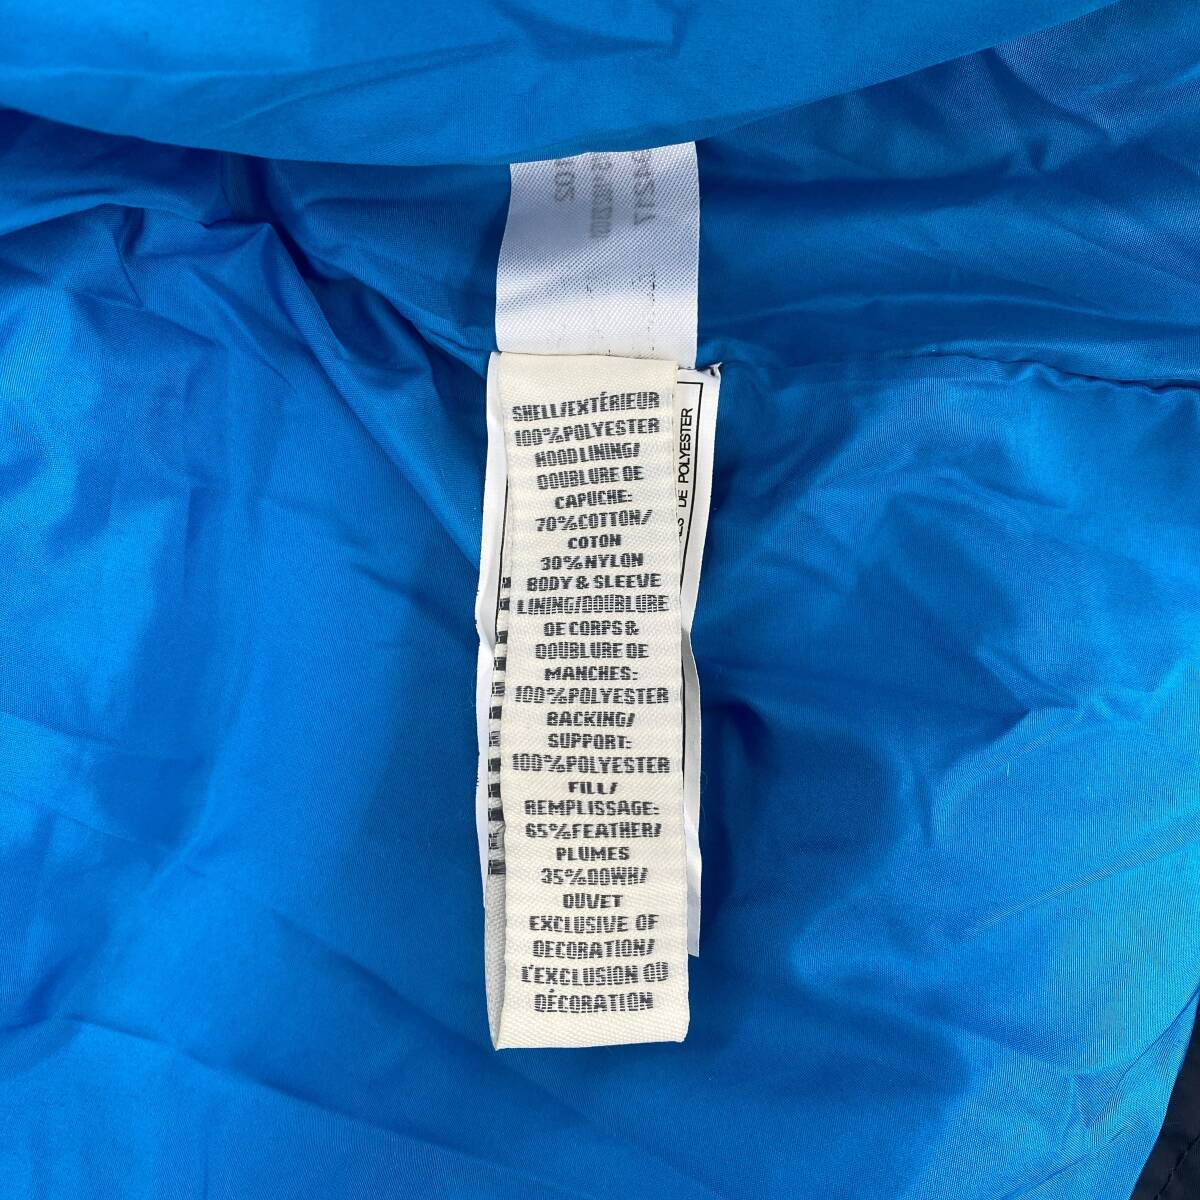 SHELL/EXTÉRIEUR
100%POLYESTER
HOOD LINING/
DOUBLURE DE
CAPUCHE:
70%COTTON/
COTON
30%NYLON
BODY & SLEEVE
LINING/DOUBLURE
DE CORPS &
DOUBLURE DE
MANCHES:
100%POLYESTER
BACKING/
SUPPORT:
100%POLYESTER
FILL/
REMPLISSAGE:
65%FEATHER/
PLUMES
35%DOWN/
DUVET
EXCLUSIVE OF
DECORATION/
L'EXCLUSION OU
DÉCORATION
DE POLYESTER